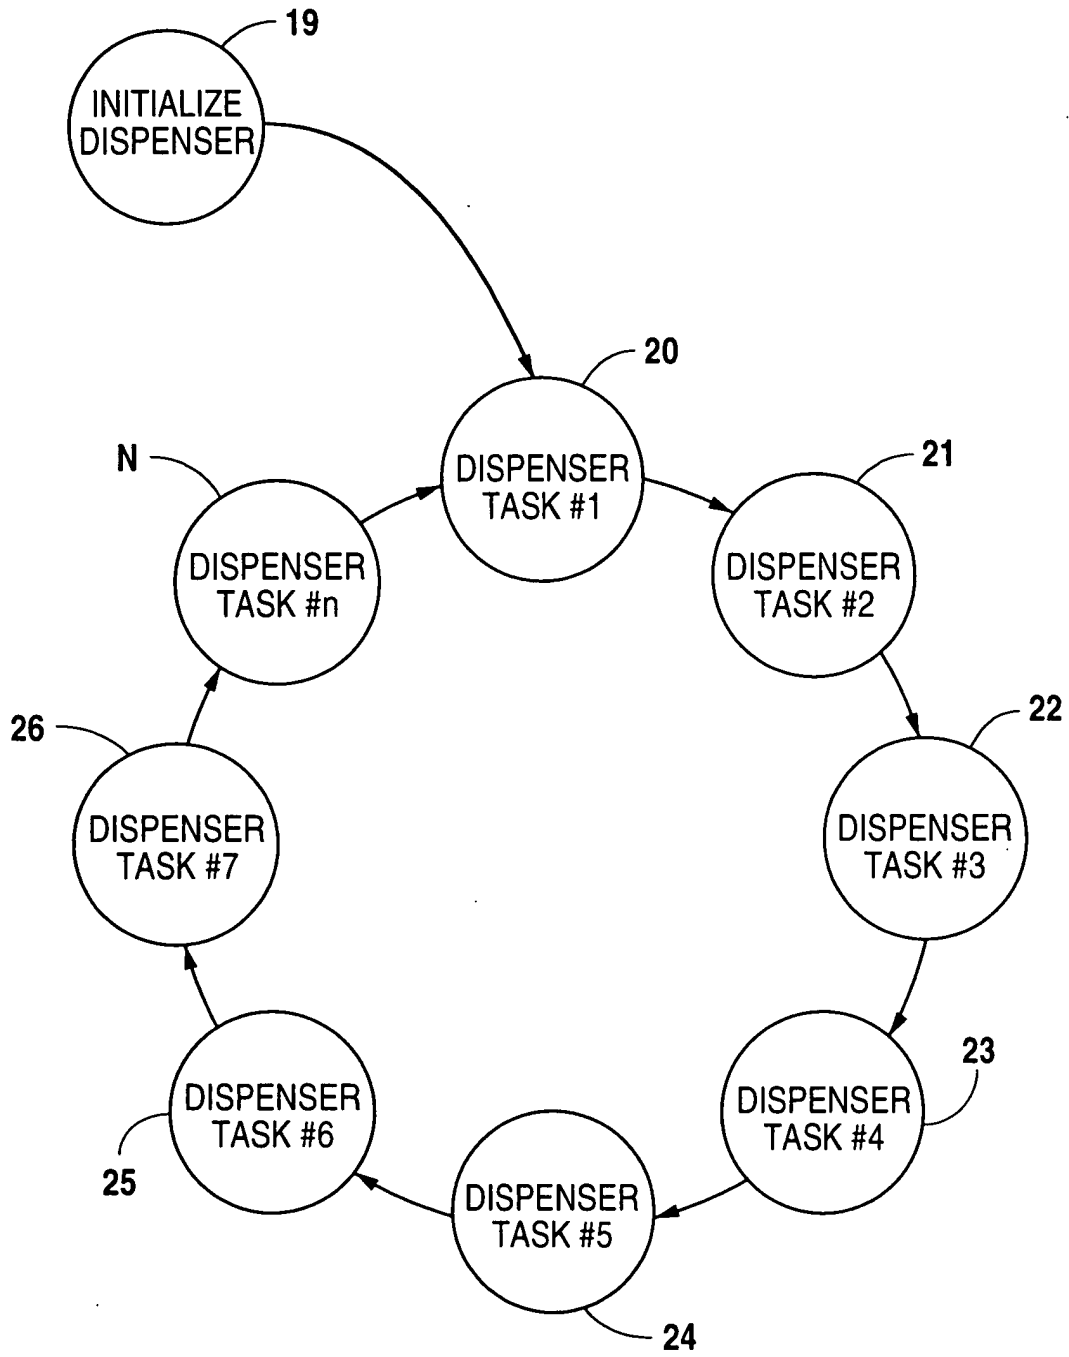 19
INITIALIZE
DISPENSER
20
DISPENSER
TASK #1
21
DISPENSER
TASK #2
22
DISPENSER
TASK #3
23
DISPENSER
TASK #4
24
DISPENSER
TASK #5
25
DISPENSER
TASK #6
26
DISPENSER
TASK #7
N
DISPENSER
TASK #n